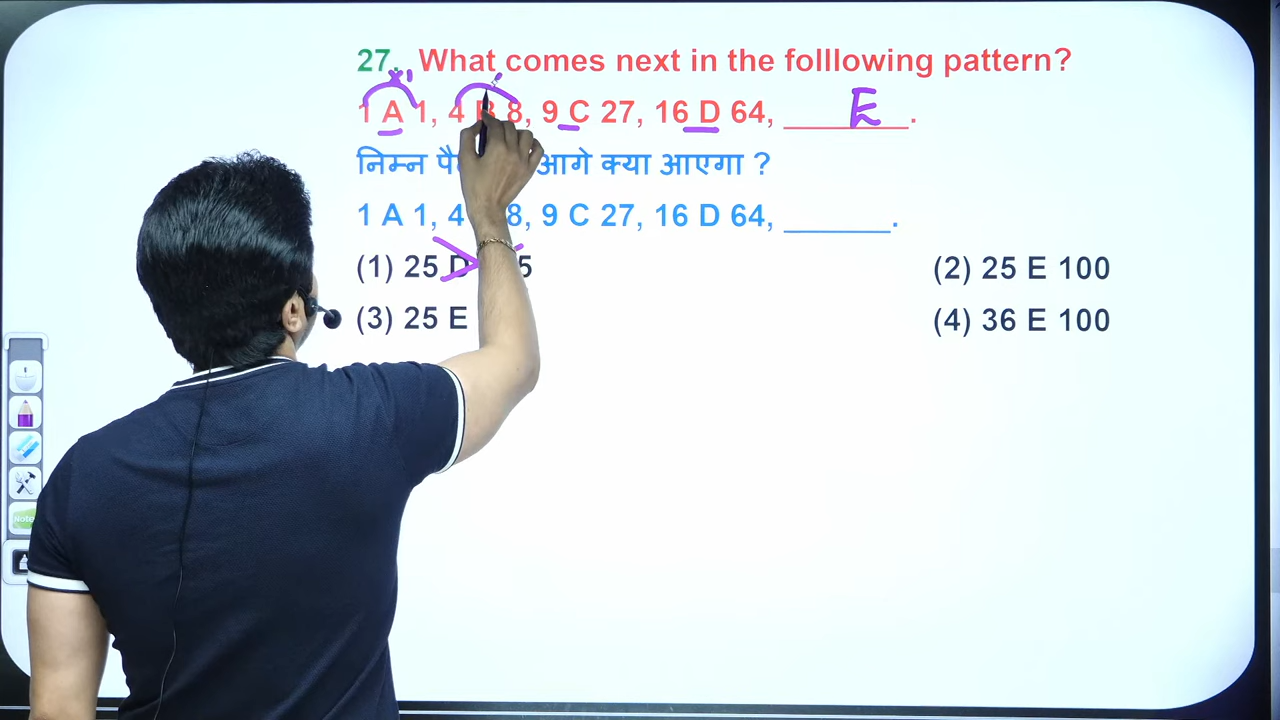 27. What comes next in the folllowing pattern?
×1
1 A 1, 4 B 8, 9 C 27, 16 D 64, ______. E
निम्न आगे क्या आएगा ?
1 A 1, 4 8, 9 C 27, 16 D 64, ______.
(1) 25 D 5 (2) 25 E 100
(3) 25 E (4) 36 E 100
Note